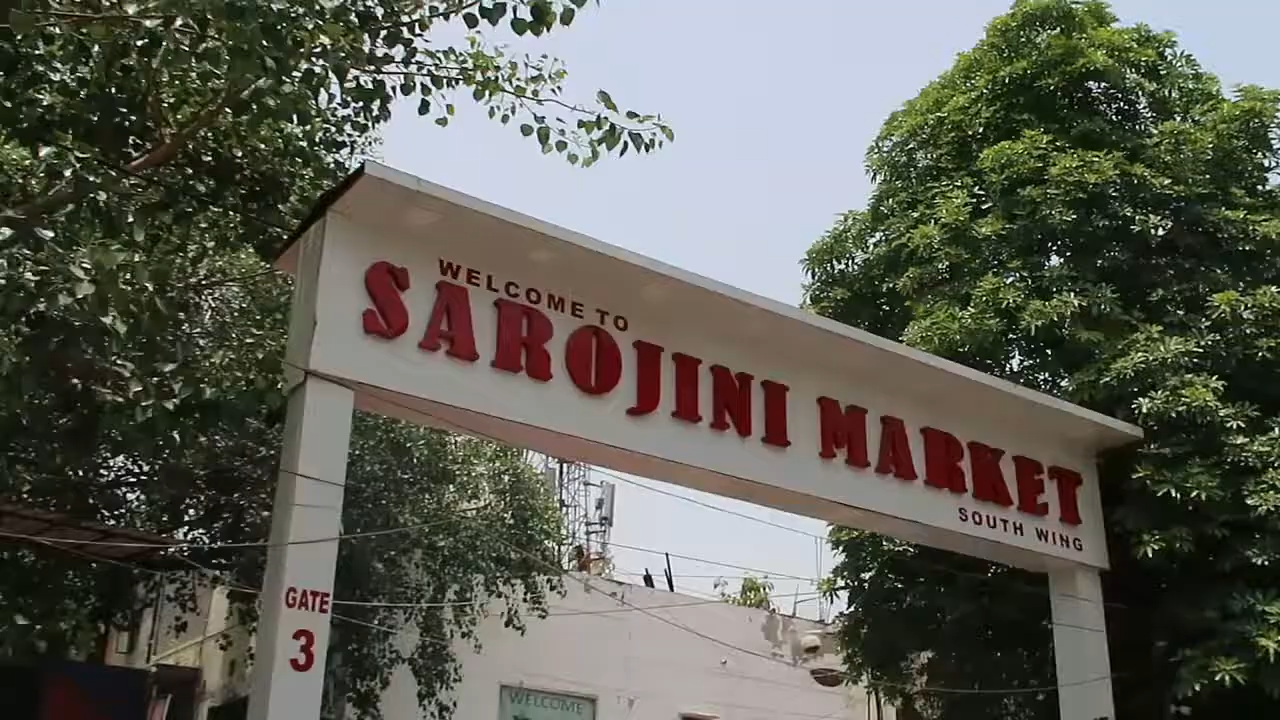 WELCOME TO
SAROJINI MARKET
SOUTH WING
GATE
3
WELCOME